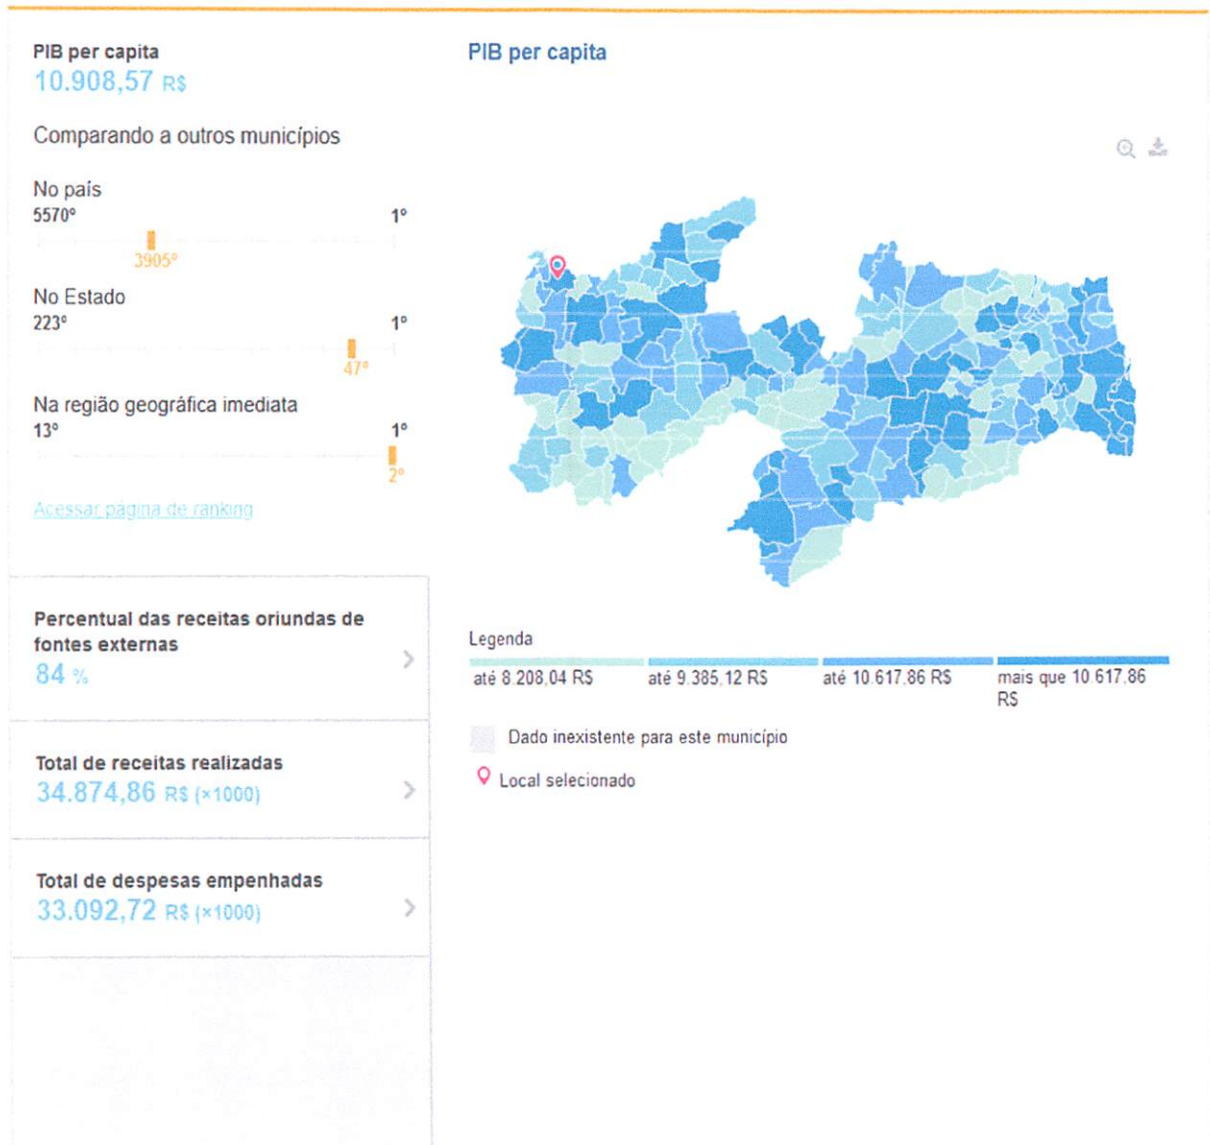 PIB per capita
10.908,57 R$
Comparando a outros municípios
No país
5570º 1º
3905º
No Estado
223º 1º
47º
Na região geográfica imediata
13º 1º
2º
Acessar página de ranking
Percentual das receitas oriundas de
fontes externas
84 %
Total de receitas realizadas
34.874,86 R$ (×1000)
Total de despesas empenhadas
33.092,72 R$ (×1000)
PIB per capita
Legenda
até 8.208,04 R$
até 9.385,12 R$
até 10.617,86 R$
mais que 10.617,86
R$
Dado inexistente para este município
Local selecionado